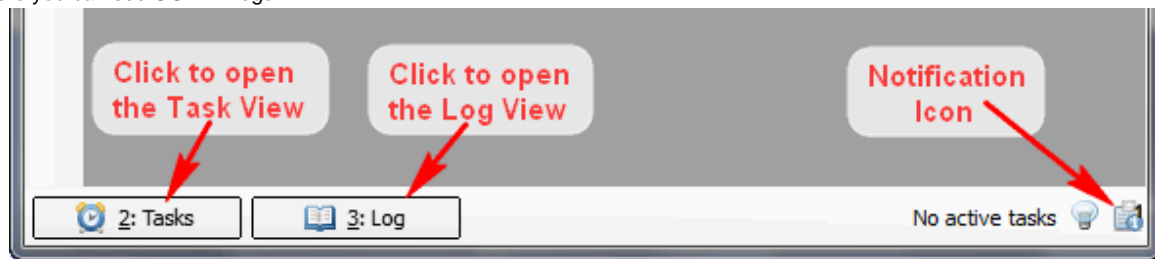 Click to open
the Task View
Click to open
the Log View
Notification
Icon
2: Tasks
3: Log
No active tasks